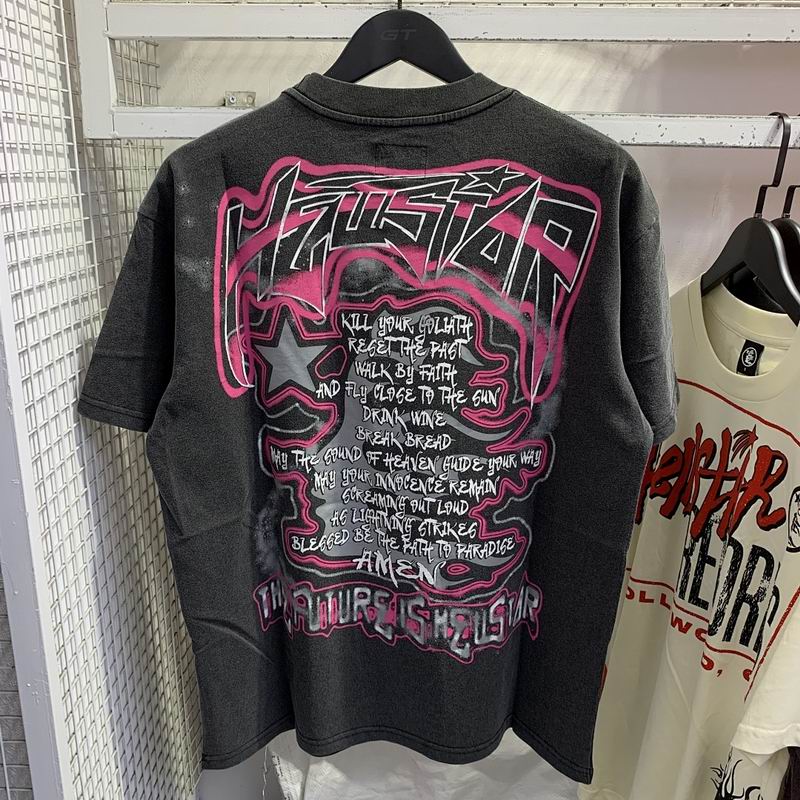 GT
HELLSTAR
KILL YOUR GOLIATH
RESET THE PAST
WALK BY FAITH
AND FLY CLOSE TO THE SUN
DRINK WINE
BREAK BREAD
MAY THE SOUND OF HEAVEN GUIDE YOUR WAY
MAY YOUR INNOCENCE REMAIN
SCREAMING OUT LOUD
AS LIGHTNING STRIKES
BLESSED BE THE PATH TO PARADISE
AMEN
THE FUTURE IS HELLSTAR